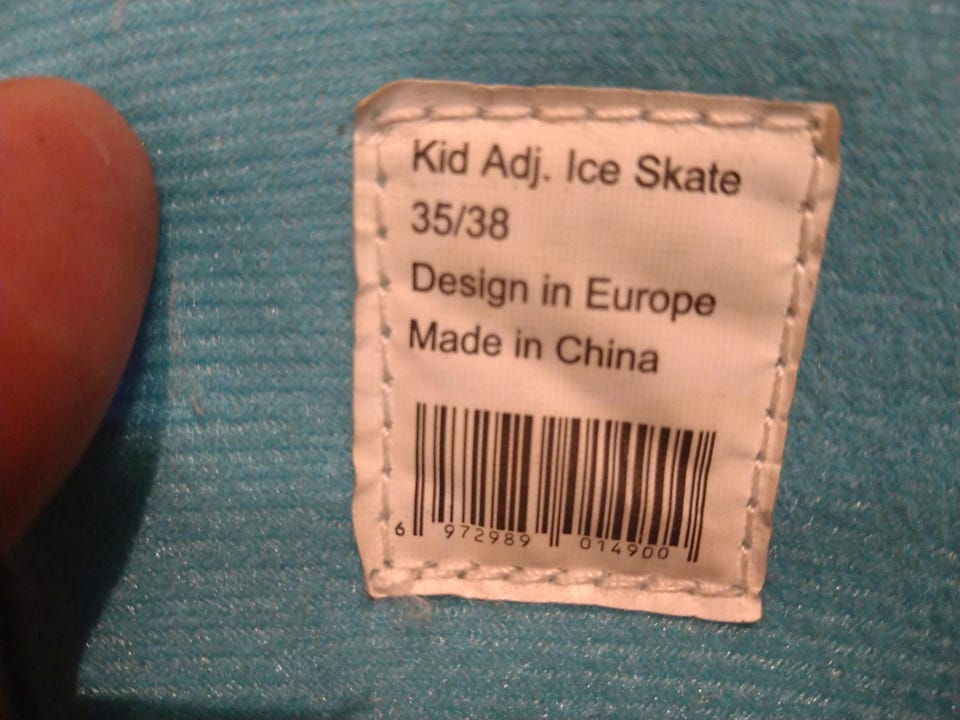 Kid Adj. Ice Skate
35/38
Design in Europe
Made in China
6 972989 014900